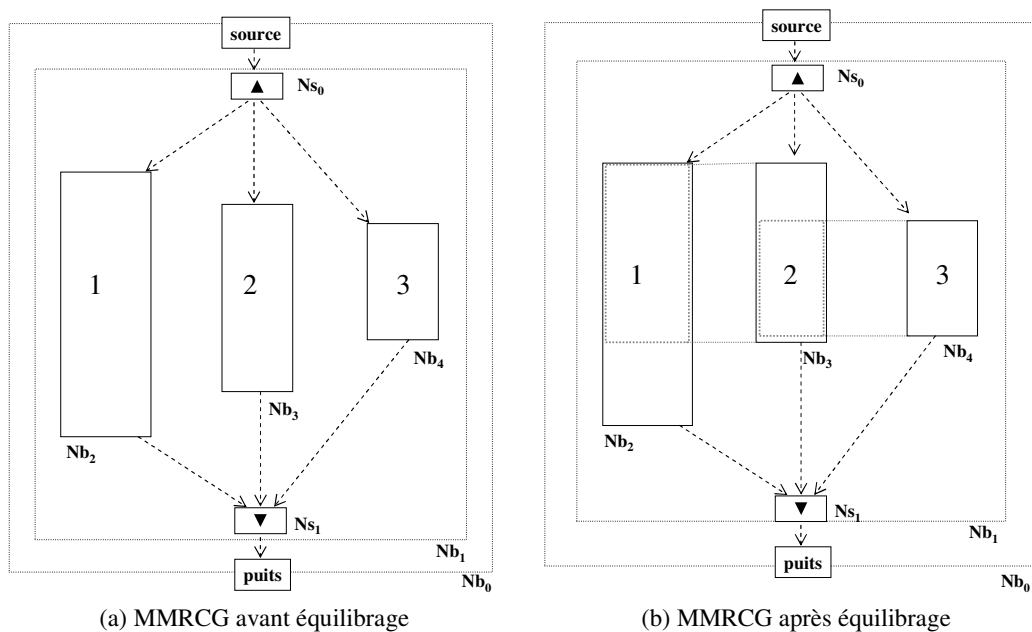 source
▲ Ns0
1
2
3
Nb4
Nb3
Nb2
▼ Ns1
Nb1
puits
Nb0
(a) MMRCG avant équilibrage
source
▲ Ns0
1
2
3
Nb3
Nb4
Nb2
▼ Ns1
Nb1
puits
Nb0
(b) MMRCG après équilibrage